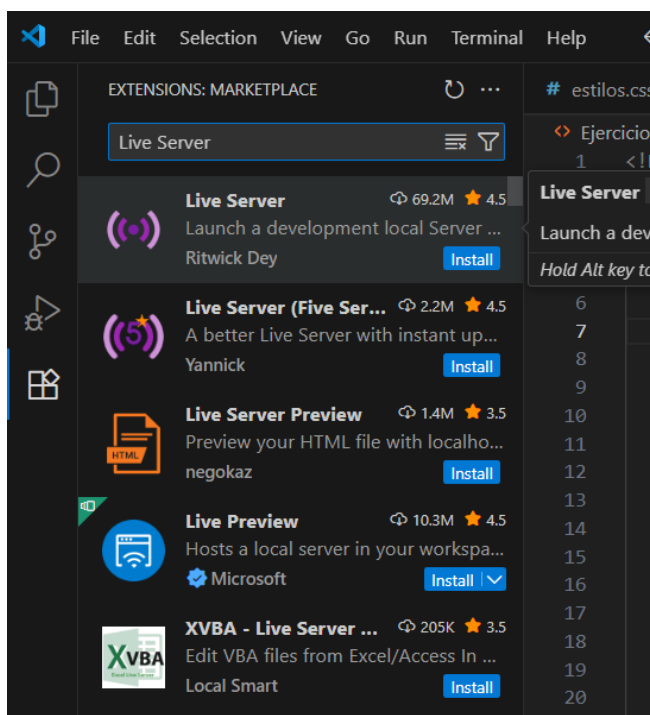 File Edit Selection View Go Run Terminal Help
EXTENSIONS: MARKETPLACE
Live Server
Live Server 69.2M 4.5
Launch a development local Server ...
Ritwick Dey Install
Live Server (Five Ser... 2.2M 4.5
A better Live Server with instant up...
Yannick Install
Live Server Preview 1.4M 3.5
Preview your HTML file with localho...
negokaz Install
HTML
Live Preview 10.3M 4.5
Hosts a local server in your workspa...
Microsoft Install
XVBA - Live Server ... 205K 3.5
Edit VBA files from Excel/Access In ...
Local Smart Install
XVBA
Excel Live Server
# estilos.css
<> Ejercicio
1 <!
Live Server
Launch a dev
Hold Alt key to
6
7
8
9
10
11
12
13
14
15
16
17
18
19
20